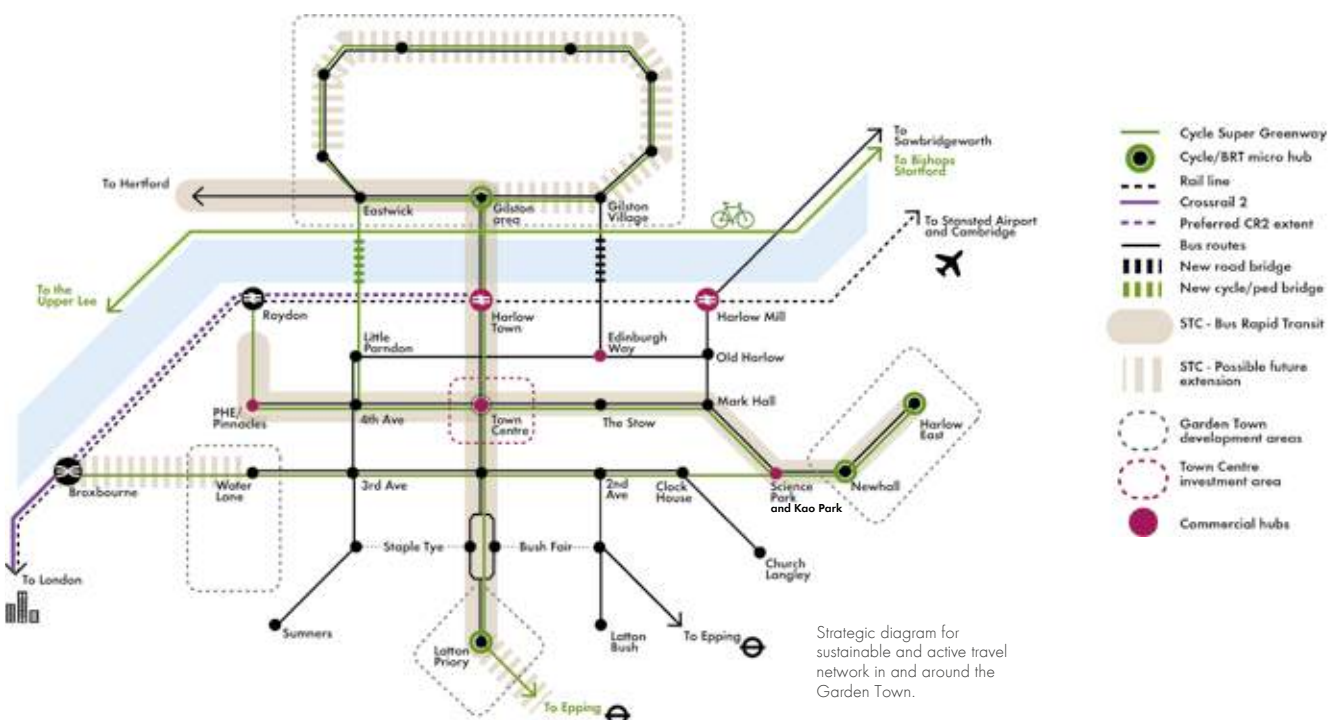 To
Sawbridgeworth
To Bishops
Stortford
To Hertford
Eastwick
Gilston
area
Gilston
Village
To Stansted Airport
and Cambridge
To the
Upper Lee
Roydon
Harlow
Town
Harlow Mill
Little
Parndon
Edinburgh
Way
Old Harlow
PHE/
Pinnacles
4th Ave
Town
Centre
The Stow
Mark Hall
Harlow
East
Broxbourne
Water
Lane
3rd Ave
2nd
Ave
Clock
House
Science
Park
and Kao Park
Newhall
To London
Staple Tye
Bush Fair
Church
Langley
Sumners
Latton
Priory
Latton
Bush
To Epping
To Epping
Strategic diagram for
sustainable and active travel
network in and around the
Garden Town.
Cycle Super Greenway
Cycle/BRT micro hub
Rail line
Crossrail 2
Preferred CR2 extent
Bus routes
New road bridge
New cycle/ped bridge
STC - Bus Rapid Transit
STC - Possible future
extension
Garden Town
development areas
Town Centre
investment area
Commercial hubs